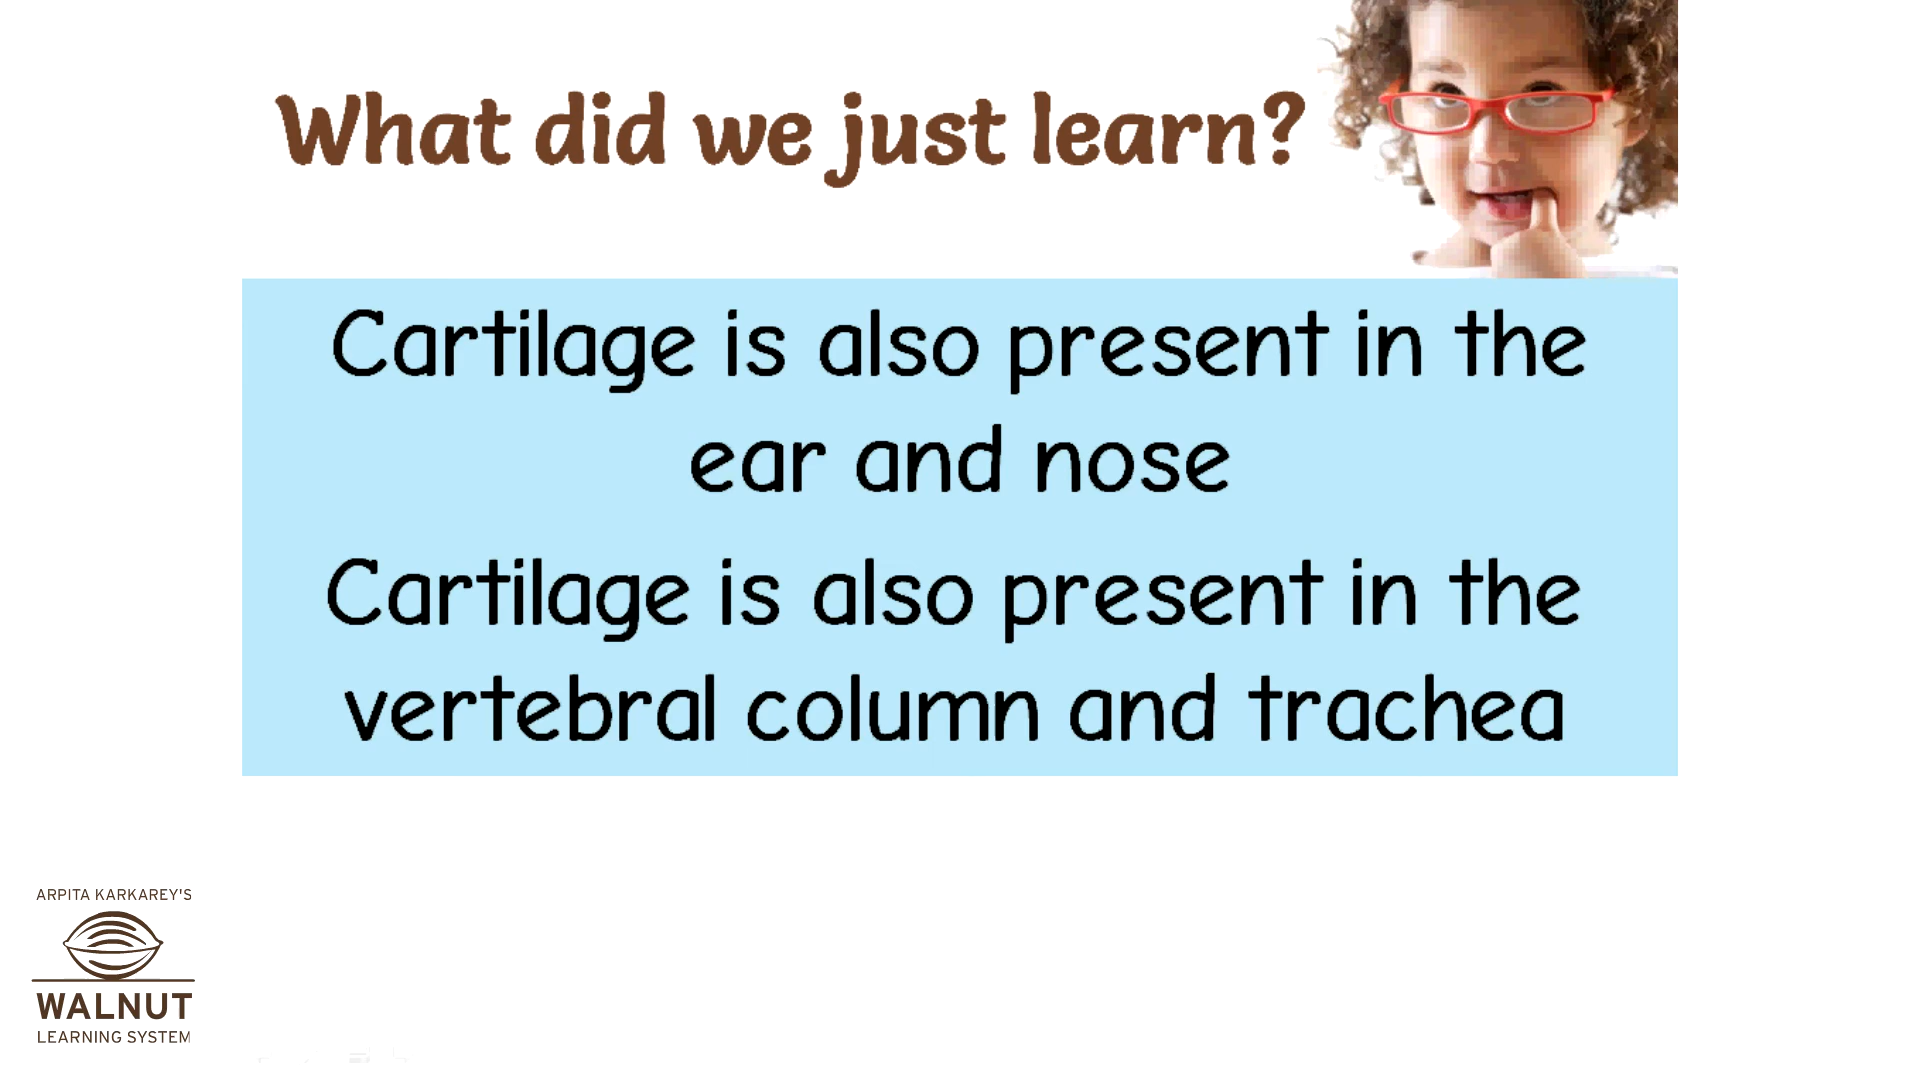 What did we just learn?
Cartilage is also present in the
ear and nose
Cartilage is also present in the
vertebral column and trachea
ARPITA KARKAREY'S
WALNUT
LEARNING SYSTEM